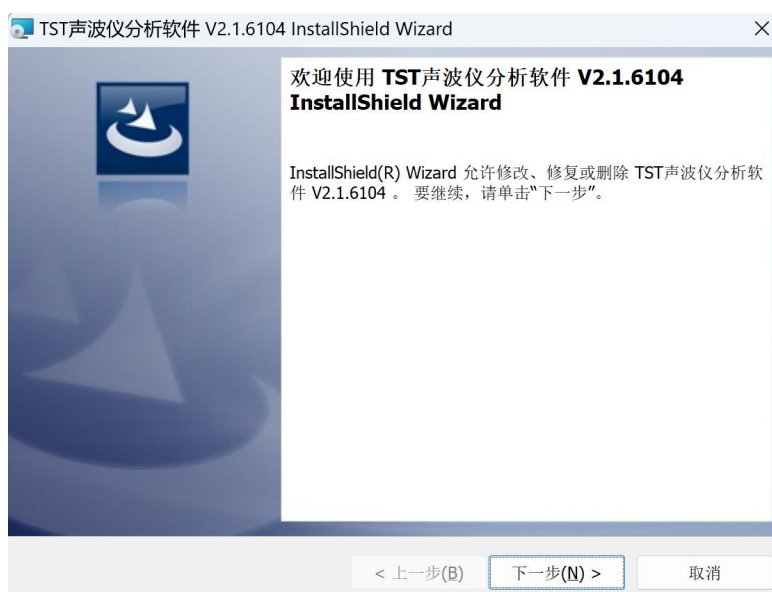 TST声波仪分析软件 V2.1.6104 InstallShield Wizard
欢迎使用 TST声波仪分析软件 V2.1.6104
InstallShield Wizard
InstallShield(R) Wizard 允许修改、修复或删除 TST声波仪分析软
件 V2.1.6104 。 要继续，请单击“下一步”。
< 上一步(B)
下一步(N) >
取消